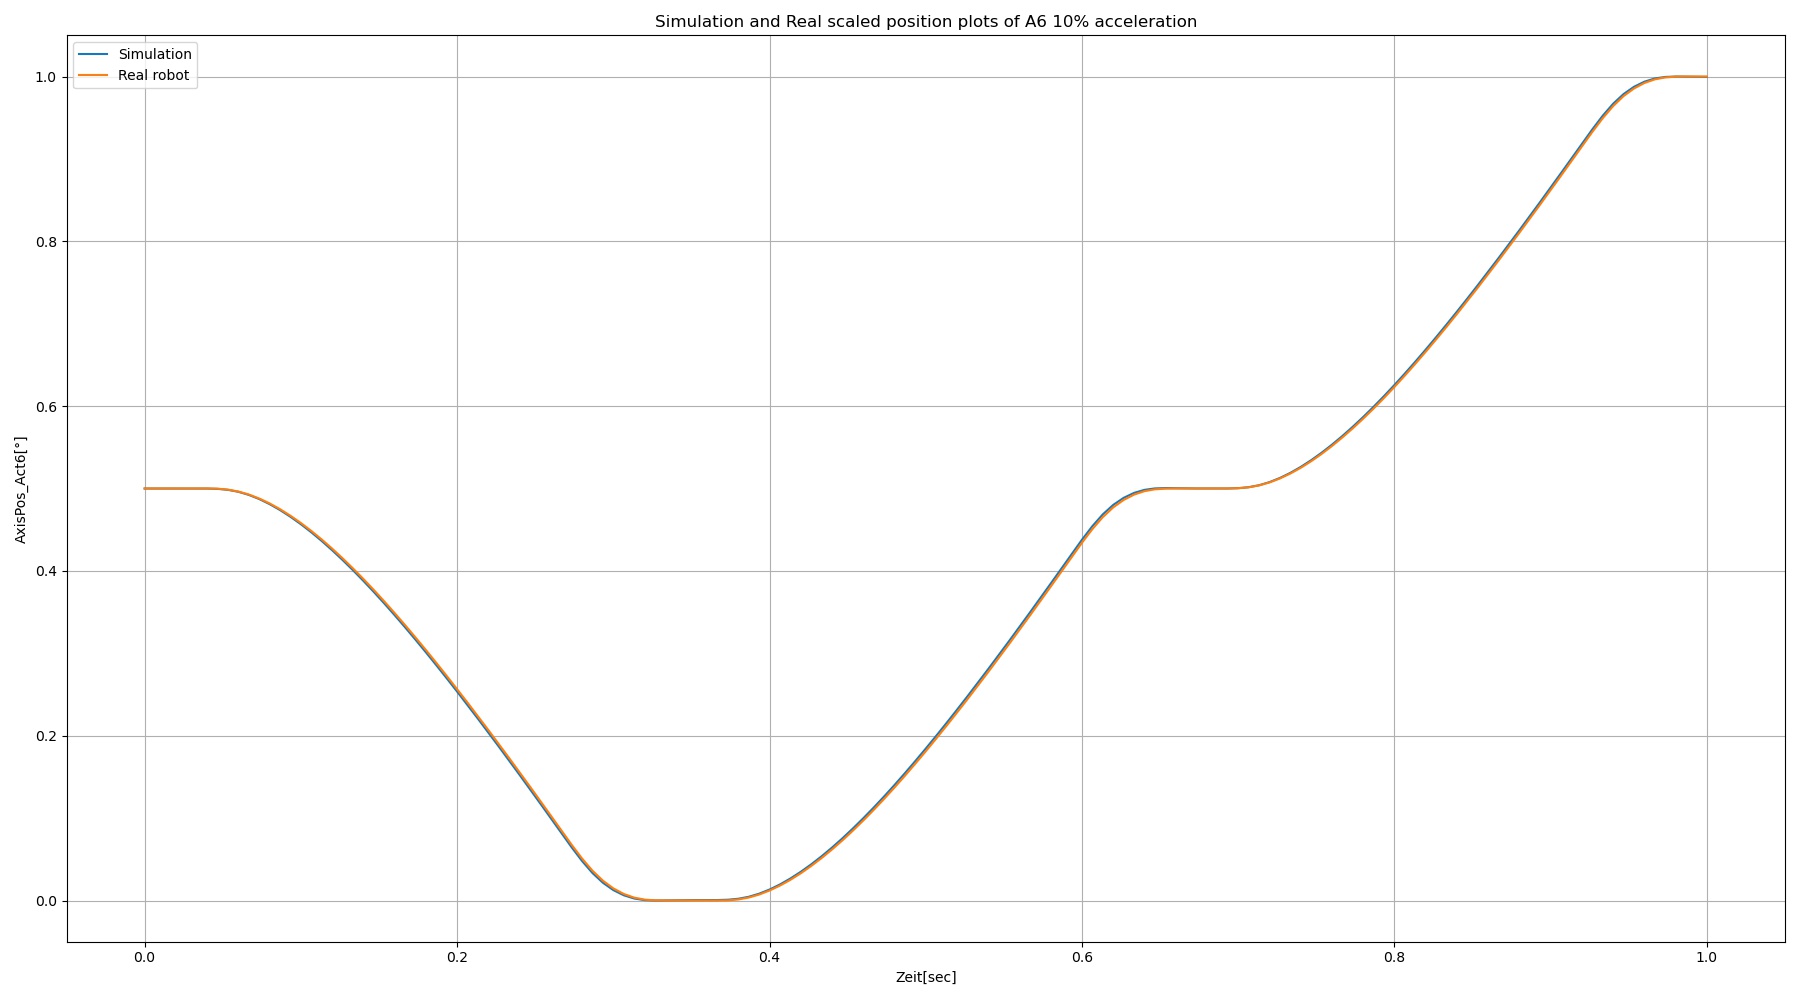 Simulation and Real scaled position plots of A6 10% acceleration
Simulation
Real robot
1.0
0.8
0.6
0.4
0.2
0.0
AxisPos_Act6[°]
0.0 0.2 0.4 0.6 0.8 1.0
Zeit[sec]